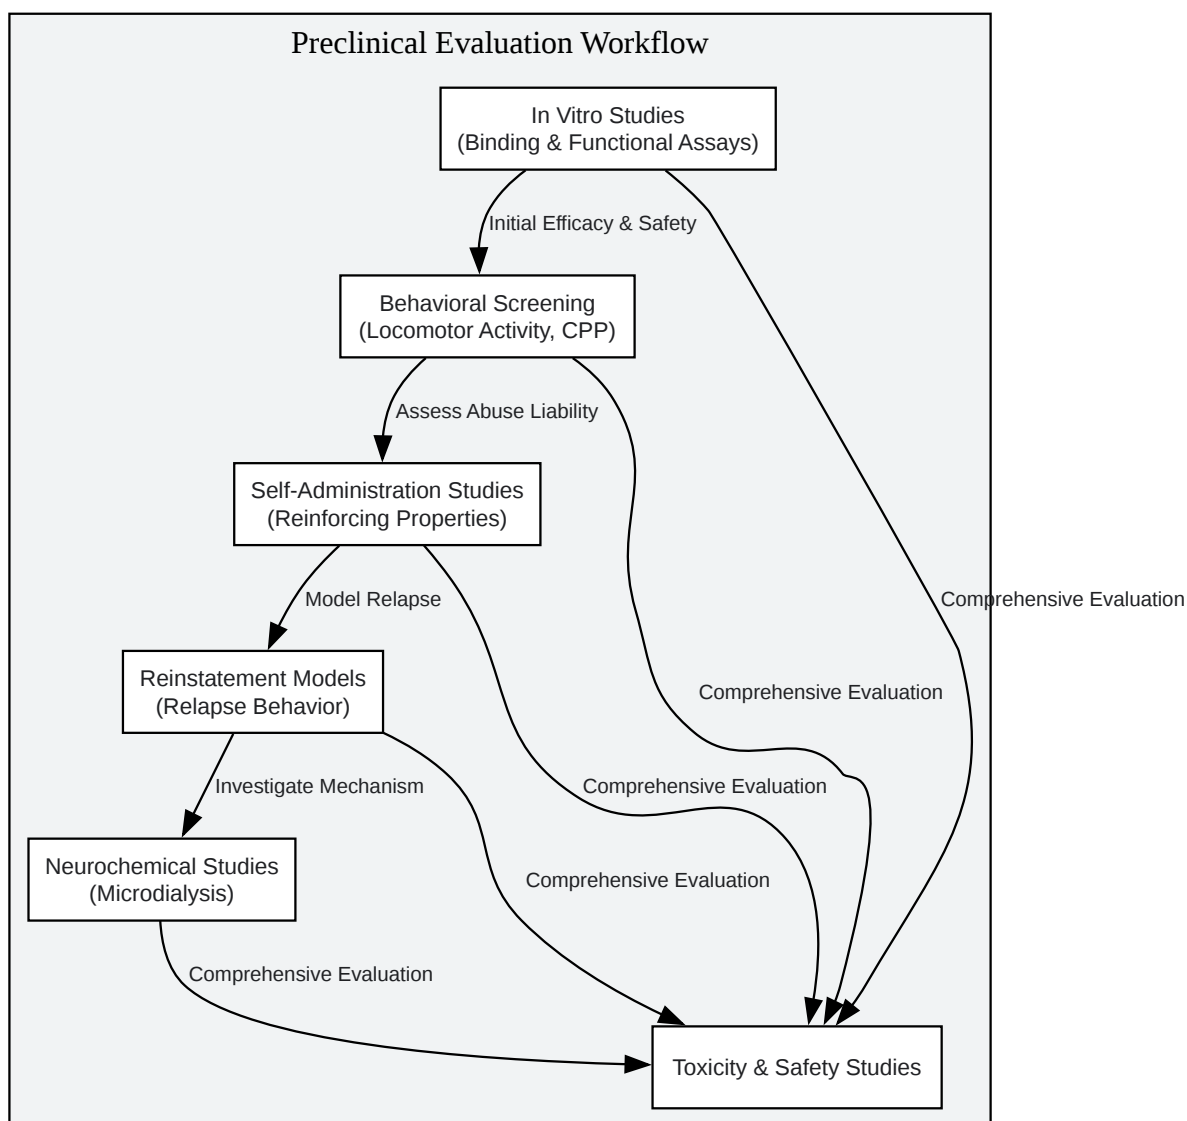 Preclinical Evaluation Workflow
In Vitro Studies
(Binding & Functional Assays)
Initial Efficacy & Safety
Behavioral Screening
(Locomotor Activity, CPP)
Assess Abuse Liability
Self-Administration Studies
(Reinforcing Properties)
Model Relapse
Comprehensive Evaluation
Reinstatement Models
(Relapse Behavior)
Comprehensive Evaluation
Investigate Mechanism
Comprehensive Evaluation
Neurochemical Studies
(Microdialysis)
Comprehensive Evaluation
Comprehensive Evaluation
Toxicity & Safety Studies